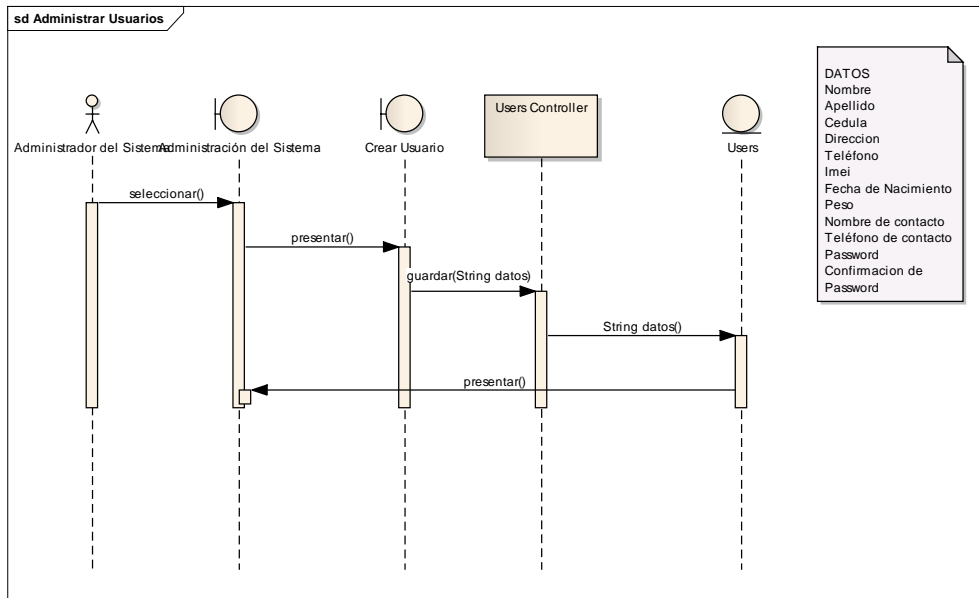 sd Administrar Usuarios
Administrador del Sistema
Administración del Sistema
Crear Usuario
Users Controller
Users
seleccionar()
presentar()
guardar(String datos)
String datos()
presentar()
DATOS
Nombre
Apellido
Cedula
Direccion
Teléfono
Imei
Fecha de Nacimiento
Peso
Nombre de contacto
Teléfono de contacto
Password
Confirmacion de
Password